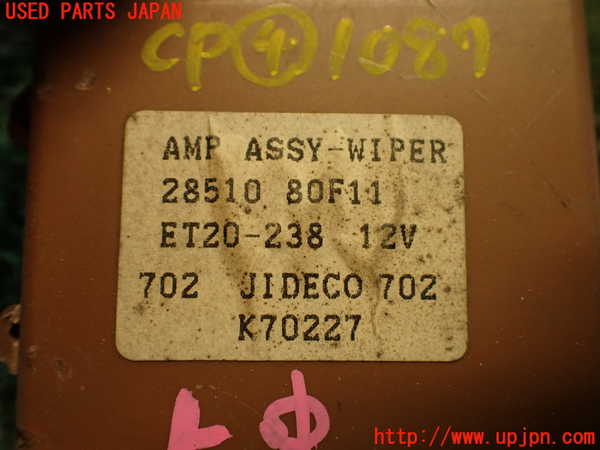 USED PARTS JAPAN
CP④1087
AMP ASSY-WIPER
28510 80F11
ET20-238 12V
702 JIDECO 702
K70227
http://www.upjpn.com